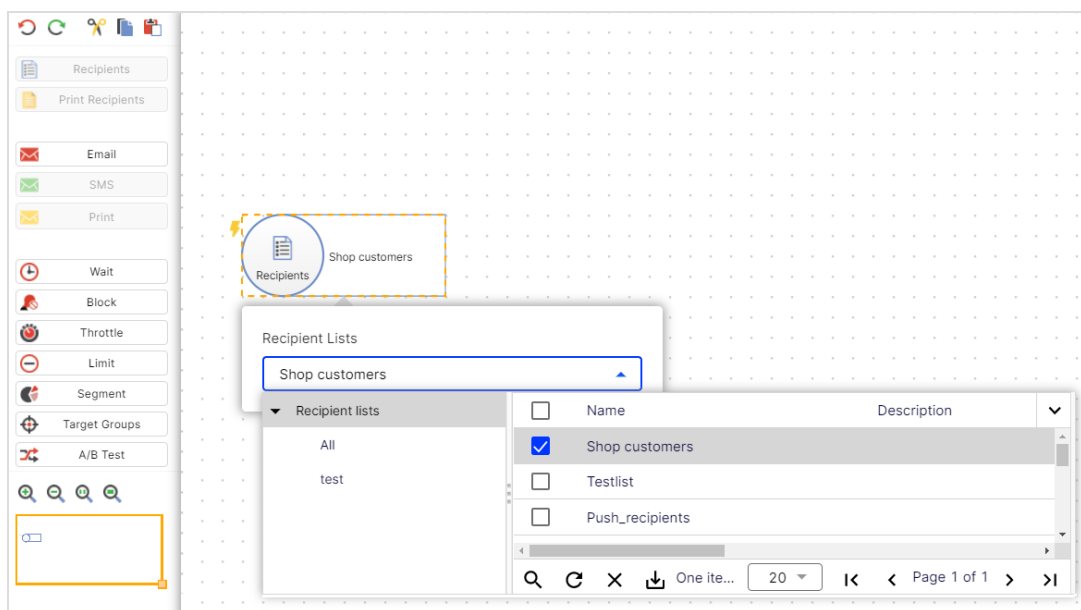 Recipients
Print Recipients
Email
SMS
Print
Wait
Block
Throttle
Limit
Segment
Target Groups
A/B Test
Recipients
Shop customers
Recipient Lists
Shop customers
Recipient lists
All
test
Name Description
Shop customers
Testlist
Push_recipients
One ite... 20 Page 1 of 1